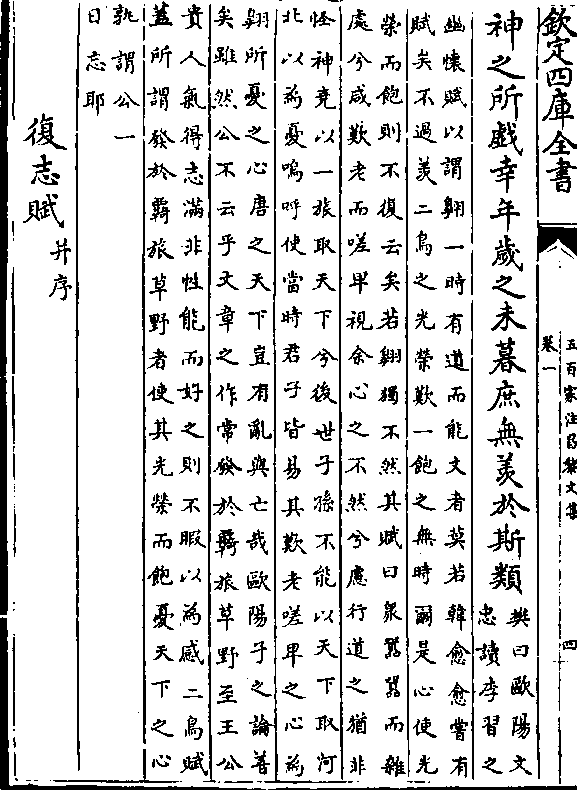 欽定四庫全書
五百家注昌黎文集
卷一
四
神之所戲幸年歲之未暮庶無羨於斯類樊曰歐陽文
忠讀李習之
幽懷賦以謂翺一時有道而能文者莫若韓愈愈嘗有
賦矣不過羨二鳥之光榮歎一飽之無時爾是心使光
榮而飽則不復云矣若翺獨不然其賦曰衆囂囂而雜
處兮咸歎老而嗟卑視余心之不然兮慮行道之猶非
怪神堯以一旅取天下兮後世子孫不能以天下取河
北以為憂嗚呼使當時君子皆易其歎老嗟卑之心為
翺所憂之心唐之天下豈有亂與亡哉歐陽子之論善
矣雖然公不云乎文章之作常發於羇旅草野至王公
貴人氣得志滿非性能而好之則不暇以為感二鳥賦
蓋所謂發於羇旅草野者使其光榮而飽憂天下之心
孰謂公一
日忘耶
復志賦并序